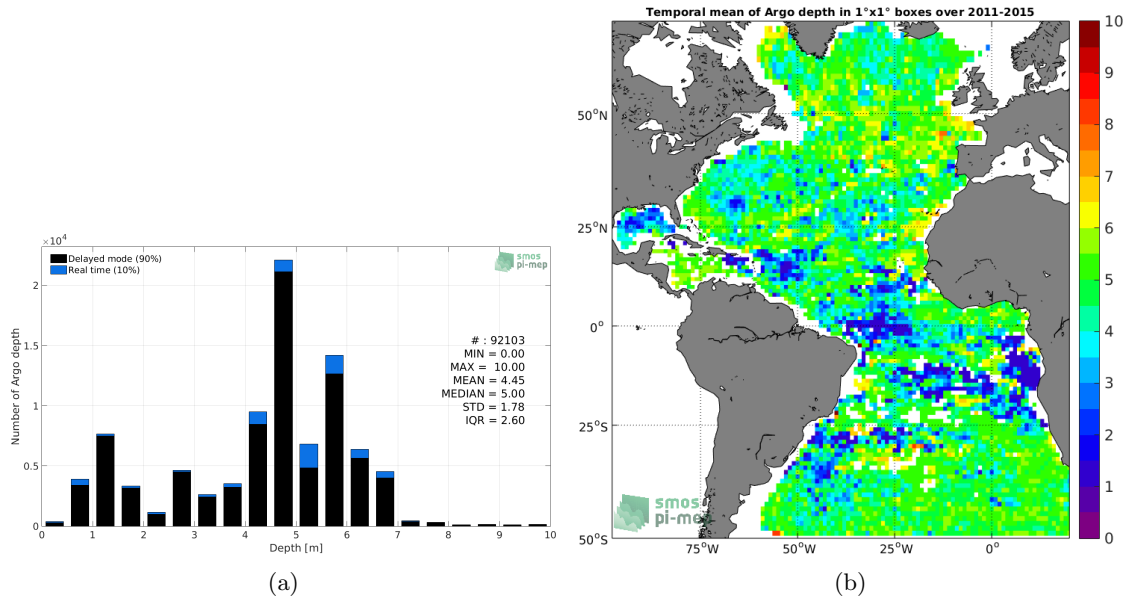 ×10^4
Delayed mode (90%)
Real time (10%)
smos
pi-mep
# : 92103
MIN = 0.00
MAX = 10.00
MEAN = 4.45
MEDIAN = 5.00
STD = 1.78
IQR = 2.60
2
1.5
1
0.5
0
Number of Argo depth
0 1 2 3 4 5 6 7 8 9 10
Depth [m]
(a)
Temporal mean of Argo depth in 1°x1° boxes over 2011-2015
50°N
25°N
0°
25°S
50°S
75°W 50°W 25°W 0°
smos
pi-mep
10
9
8
7
6
5
4
3
2
1
0
(b)